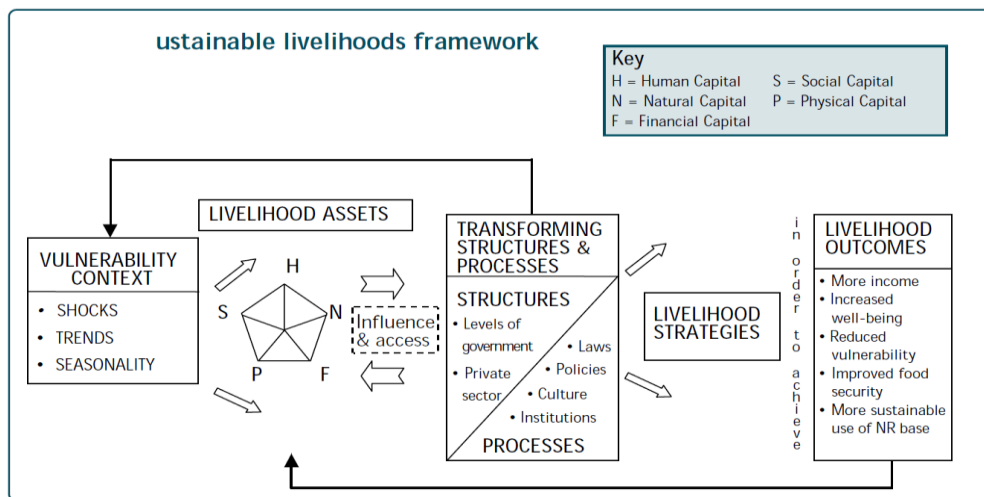 ustainable livelihoods framework
Key
H = Human Capital S = Social Capital
N = Natural Capital P = Physical Capital
F = Financial Capital
LIVELIHOOD ASSETS
VULNERABILITY
CONTEXT
• SHOCKS
• TRENDS
• SEASONALITY
H
S
N
P
F
Influence
& access
TRANSFORMING
STRUCTURES &
PROCESSES
STRUCTURES
• Levels of
government
• Private
sector
• Laws
• Policies
• Culture
• Institutions
PROCESSES
LIVELIHOOD
STRATEGIES
in order to achieve
LIVELIHOOD
OUTCOMES
• More income
• Increased
well-being
• Reduced
vulnerability
• Improved food
security
• More sustainable
use of NR base